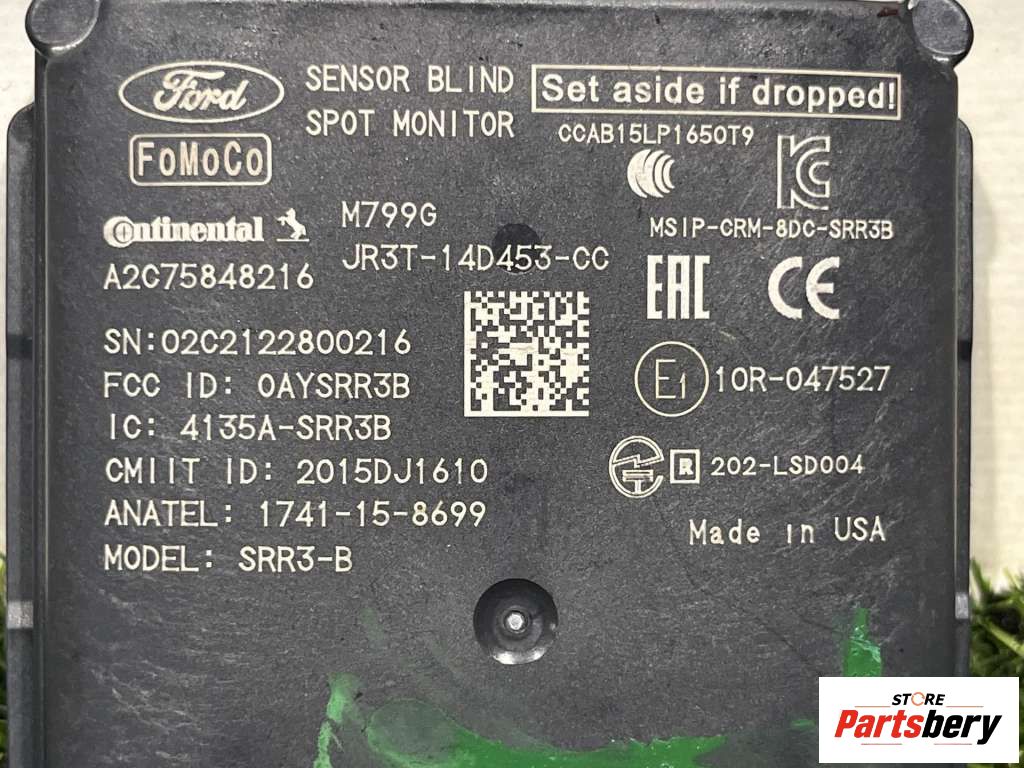 Ford
SENSOR BLIND
SPOT MONITOR
Set aside if dropped!
FoMoCo
CCAB15LP1650T9
Continental
M799G
MSIP-CRM-8DC-SRR3B
JR3T-14D453-CC
A2C75848216
EAC CE
SN:02C2122800216
FCC ID: OAYSRR3B
E1 10R-047527
IC: 4135A-SRR3B
CMIIT ID: 2015DJ1610
R 202-LSD004
ANATEL: 1741-15-8699
Made in USA
MODEL: SRR3-B
STORE
Partsbery